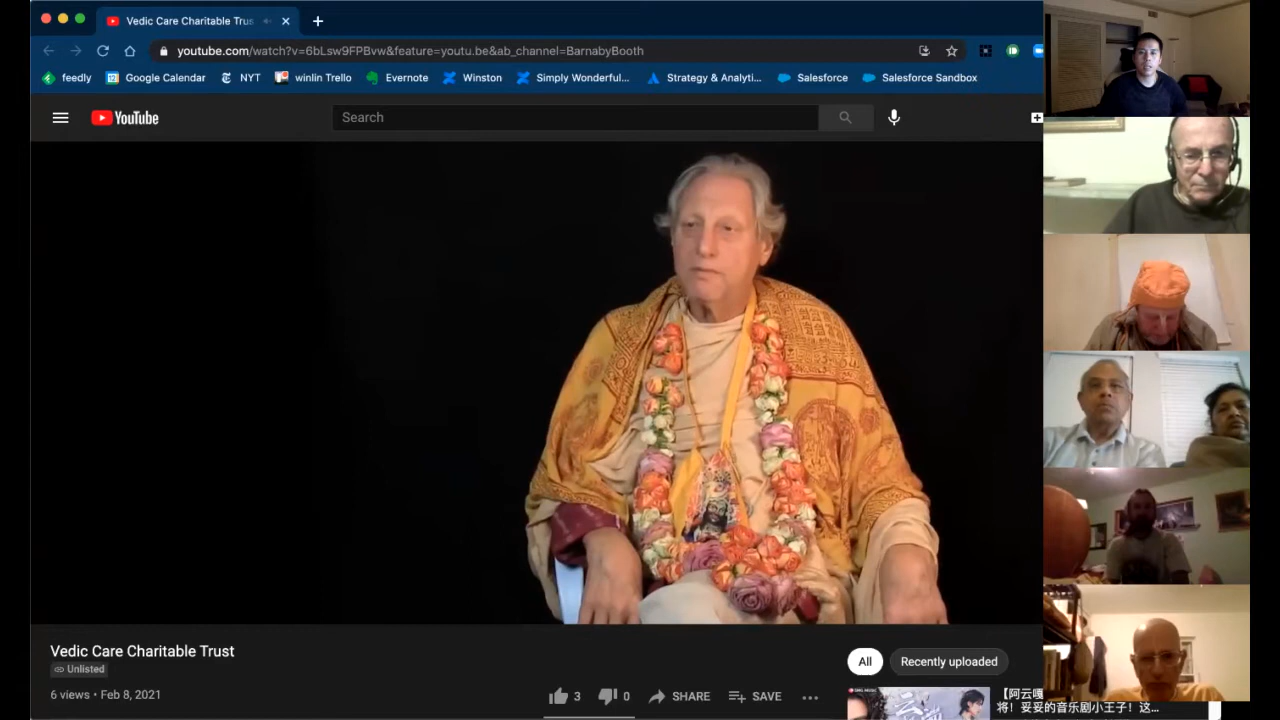 Vedic Care Charitable Trus
youtube.com/watch?v=6bLsw9FPBvw&feature=youtu.be&ab_channel=BarnabyBooth
feedly
12 Google Calendar
NYT
winlin Trello
Evernote
Winston
Simply Wonderful...
Strategy & Analyti...
Salesforce
Salesforce Sandbox
YouTube
Search
Vedic Care Charitable Trust
Unlisted
6 views • Feb 8, 2021
3
0
SHARE
SAVE
All
Recently uploaded
【阿云嘎
将！妥妥的音乐剧小王子！这...